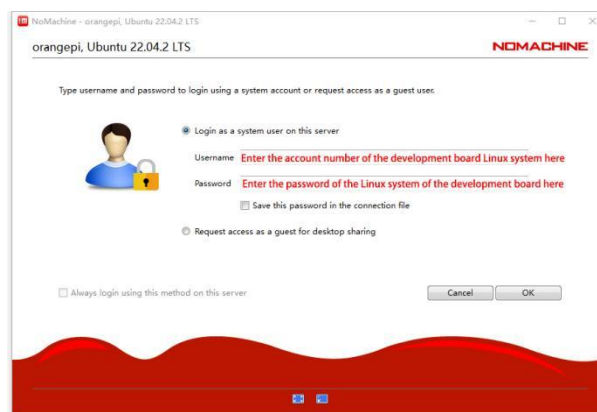 NoMachine - orangepi, Ubuntu 22.04.2 LTS
orangepi, Ubuntu 22.04.2 LTS
NOMACHINE
Type username and password to login using a system account or request access as a guest user.
Login as a system user on this server
Username Enter the account number of the development board Linux system here
Password Enter the password of the Linux system of the development board here
Save this password in the connection file
Request access as a guest for desktop sharing
Always login using this method on this server
Cancel OK